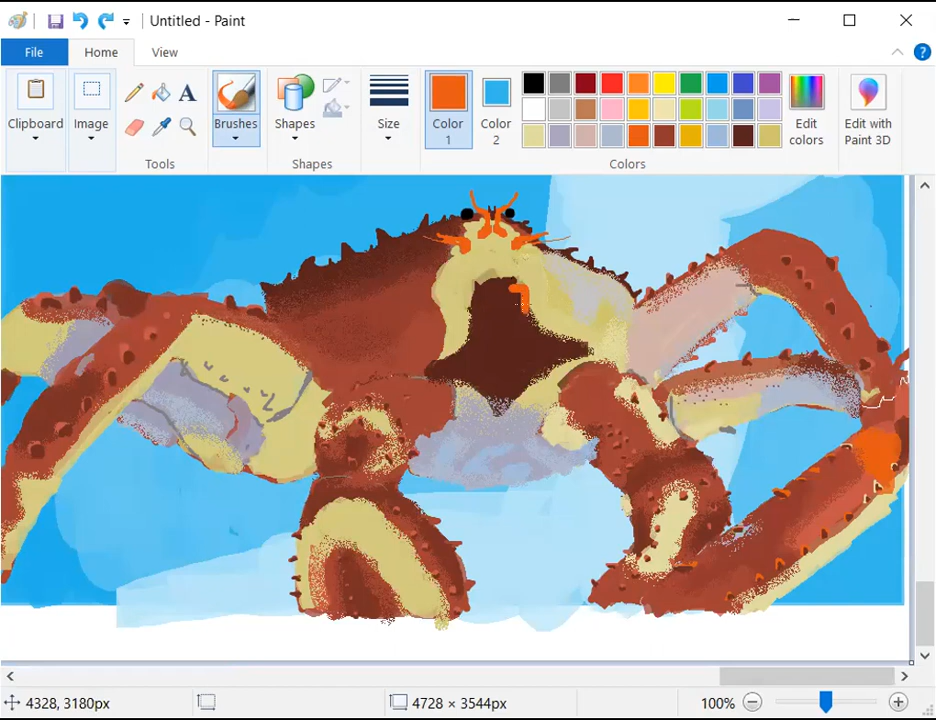 Untitled - Paint
File Home View
Clipboard
Image
Tools
Brushes
Shapes
Shapes
Size
Color 1
Color 2
Colors
Edit colors
Edit with Paint 3D
4328, 3180px
4728 × 3544px
100%